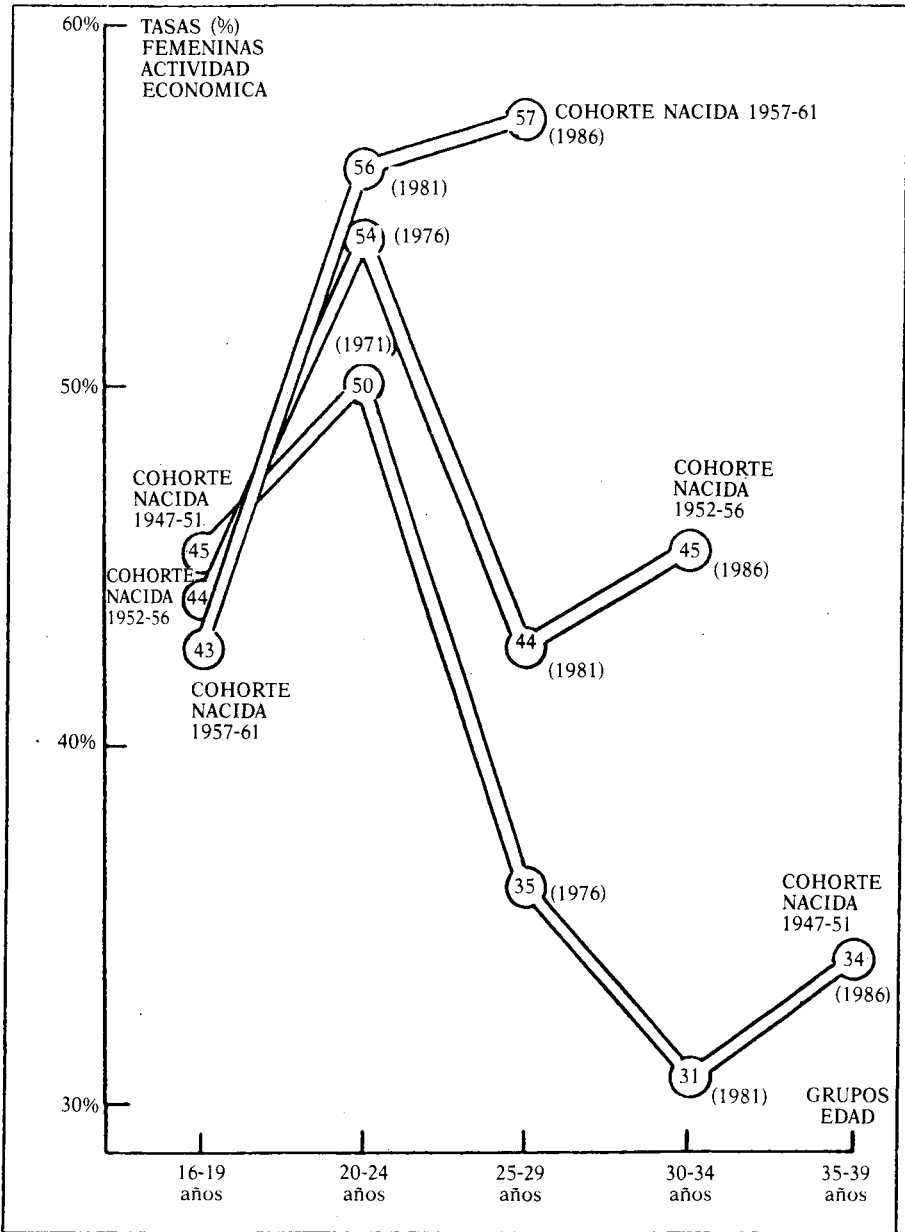 60%
TASAS (%)
FEMENINAS
ACTIVIDAD
ECONOMICA
57
COHORTE NACIDA 1957-61
(1986)
56
(1981)
54
(1976)
(1971)
50%
50
COHORTE
NACIDA
1947-51
45
COHORTE
NACIDA
1952-56
44
43
COHORTE
NACIDA
1957-61
COHORTE
NACIDA
1952-56
45
(1986)
44
(1981)
40%
35
(1976)
COHORTE
NACIDA
1947-51
34
(1986)
31
(1981)
30%
GRUPOS
EDAD
16-19
años
20-24
años
25-29
años
30-34
años
35-39
años